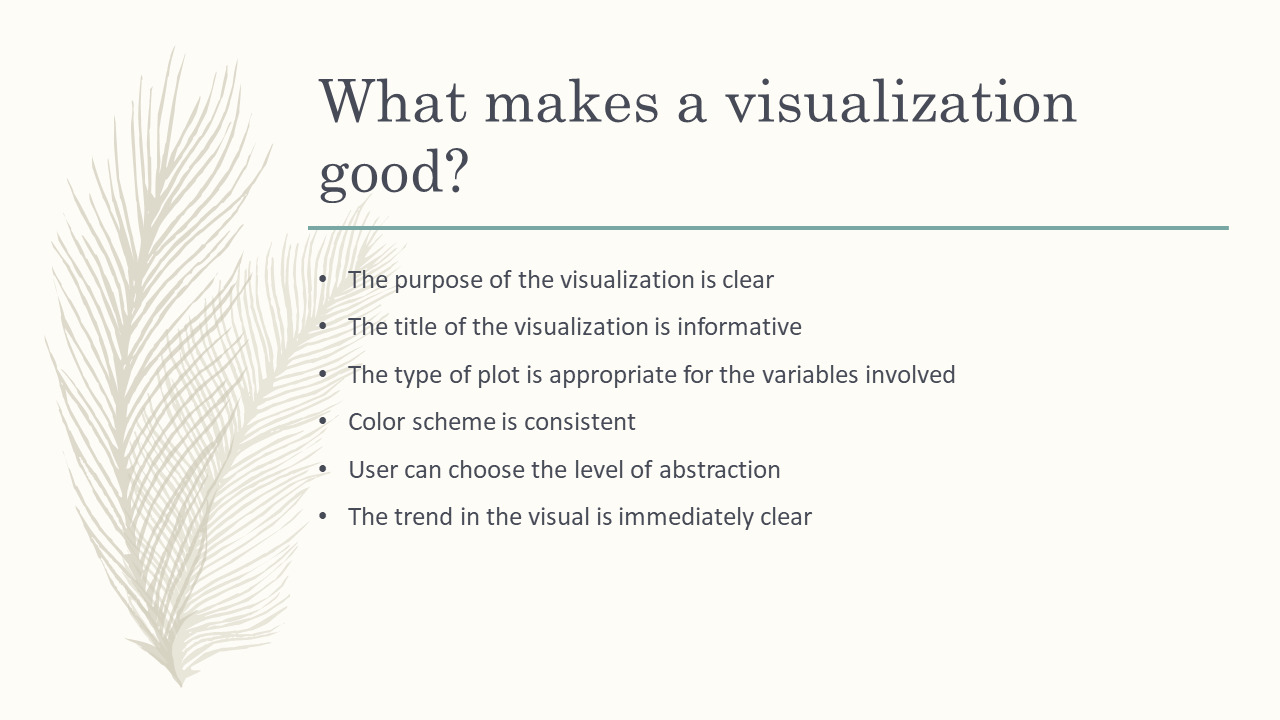 What makes a visualization
good?
• The purpose of the visualization is clear
• The title of the visualization is informative
• The type of plot is appropriate for the variables involved
• Color scheme is consistent
• User can choose the level of abstraction
• The trend in the visual is immediately clear